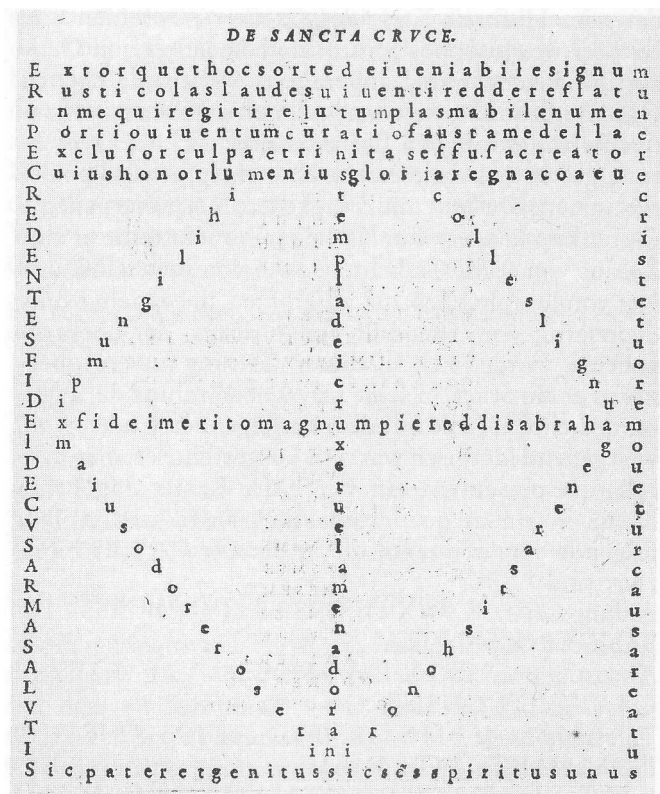 DE SANCTA CRVCE.
E x t o r q u e t h o c s o r t e d e i u e n i a b i l e s i g n u m
R u s t i c o l a s l a u d e s u i u e n t i r e d d e r e f l a t u
I n m e q u i r e g i t i r e l u t u m p l a s m a b i l e n u m e n
P o r t i o u i u e n t u m c u r a t i o f a u s t a m e d e l l a e
E x c l u s o r c u l p a e t r i n i t a s e f f u s a c r e a t o r
C u i u s h o n o r l u m e n i u s g l o r i a r e g n a c o a e u e
R i t c c
E h e o r
D i m l i
E l p l s
N i l e t
T g a s e
E n d l t
S u e i u
F m i g o
I p c n r
D i r u e
E x f i d e i m e r i t o m a g n u m p i e r e d d i s a b r a h a m
I m x g o
D a e e u
E i t n e
C u u e t
V s e r u
S o l a r
A d a s c
R o m t a
M r e i u
A e n s s
S r a h a
A o d o r
L s o n e
V e r o a
T r a r t
I i n i u
S i c p a t e r e t g e n i t u s s i c s c s s p i r i t u s u n u s